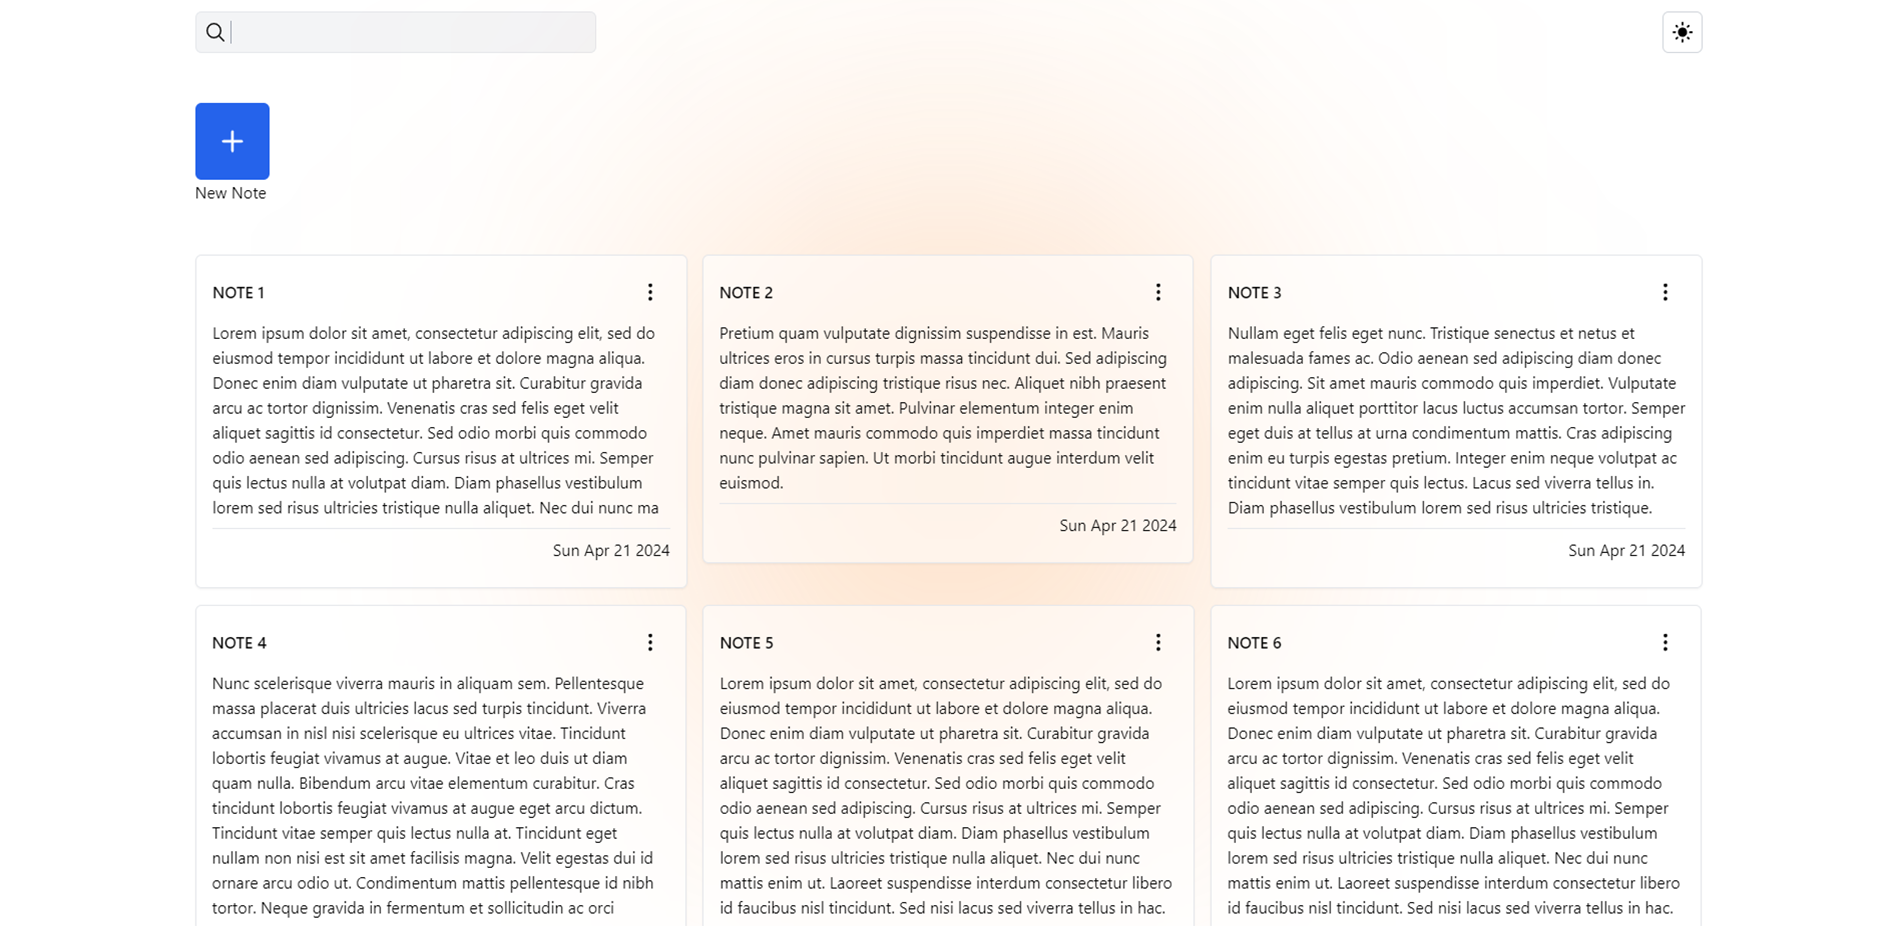 New Note
NOTE 1
Lorem ipsum dolor sit amet, consectetur adipiscing elit, sed do
eiusmod tempor incididunt ut labore et dolore magna aliqua.
Donec enim diam vulputate ut pharetra sit. Curabitur gravida
arcu ac tortor dignissim. Venenatis cras sed felis eget velit
aliquet sagittis id consectetur. Sed odio morbi quis commodo
odio aenean sed adipiscing. Cursus risus at ultrices mi. Semper
quis lectus nulla at volutpat diam. Diam phasellus vestibulum
lorem sed risus ultricies tristique nulla aliquet. Nec dui nunc ma
Sun Apr 21 2024
NOTE 2
Pretium quam vulputate dignissim suspendisse in est. Mauris
ultrices eros in cursus turpis massa tincidunt dui. Sed adipiscing
diam donec adipiscing tristique risus nec. Aliquet nibh praesent
tristique magna sit amet. Pulvinar elementum integer enim
neque. Amet mauris commodo quis imperdiet massa tincidunt
nunc pulvinar sapien. Ut morbi tincidunt augue interdum velit
euismod.
Sun Apr 21 2024
NOTE 3
Nullam eget felis eget nunc. Tristique senectus et netus et
malesuada fames ac. Odio aenean sed adipiscing diam donec
adipiscing. Sit amet mauris commodo quis imperdiet. Vulputate
enim nulla aliquet porttitor lacus luctus accumsan tortor. Semper
eget duis at tellus at urna condimentum mattis. Cras adipiscing
enim eu turpis egestas pretium. Integer enim neque volutpat ac
tincidunt vitae semper quis lectus. Lacus sed viverra tellus in.
Diam phasellus vestibulum lorem sed risus ultricies tristique.
Sun Apr 21 2024
NOTE 4
Nunc scelerisque viverra mauris in aliquam sem. Pellentesque
massa placerat duis ultricies lacus sed turpis tincidunt. Viverra
accumsan in nisl nisi scelerisque eu ultrices vitae. Tincidunt
lobortis feugiat vivamus at augue. Vitae et leo duis ut diam
quam nulla. Bibendum arcu vitae elementum curabitur. Cras
tincidunt lobortis feugiat vivamus at augue eget arcu dictum.
Tincidunt vitae semper quis lectus nulla at. Tincidunt eget
nullam non nisi est sit amet facilisis magna. Velit egestas dui id
ornare arcu odio ut. Condimentum mattis pellentesque id nibh
tortor. Neque gravida in fermentum et sollicitudin ac orci
NOTE 5
Lorem ipsum dolor sit amet, consectetur adipiscing elit, sed do
eiusmod tempor incididunt ut labore et dolore magna aliqua.
Donec enim diam vulputate ut pharetra sit. Curabitur gravida
arcu ac tortor dignissim. Venenatis cras sed felis eget velit
aliquet sagittis id consectetur. Sed odio morbi quis commodo
odio aenean sed adipiscing. Cursus risus at ultrices mi. Semper
quis lectus nulla at volutpat diam. Diam phasellus vestibulum
lorem sed risus ultricies tristique nulla aliquet. Nec dui nunc
mattis enim ut. Laoreet suspendisse interdum consectetur libero
id faucibus nisl tincidunt. Sed nisi lacus sed viverra tellus in hac.
NOTE 6
Lorem ipsum dolor sit amet, consectetur adipiscing elit, sed do
eiusmod tempor incididunt ut labore et dolore magna aliqua.
Donec enim diam vulputate ut pharetra sit. Curabitur gravida
arcu ac tortor dignissim. Venenatis cras sed felis eget velit
aliquet sagittis id consectetur. Sed odio morbi quis commodo
odio aenean sed adipiscing. Cursus risus at ultrices mi. Semper
quis lectus nulla at volutpat diam. Diam phasellus vestibulum
lorem sed risus ultricies tristique nulla aliquet. Nec dui nunc
mattis enim ut. Laoreet suspendisse interdum consectetur libero
id faucibus nisl tincidunt. Sed nisi lacus sed viverra tellus in hac.